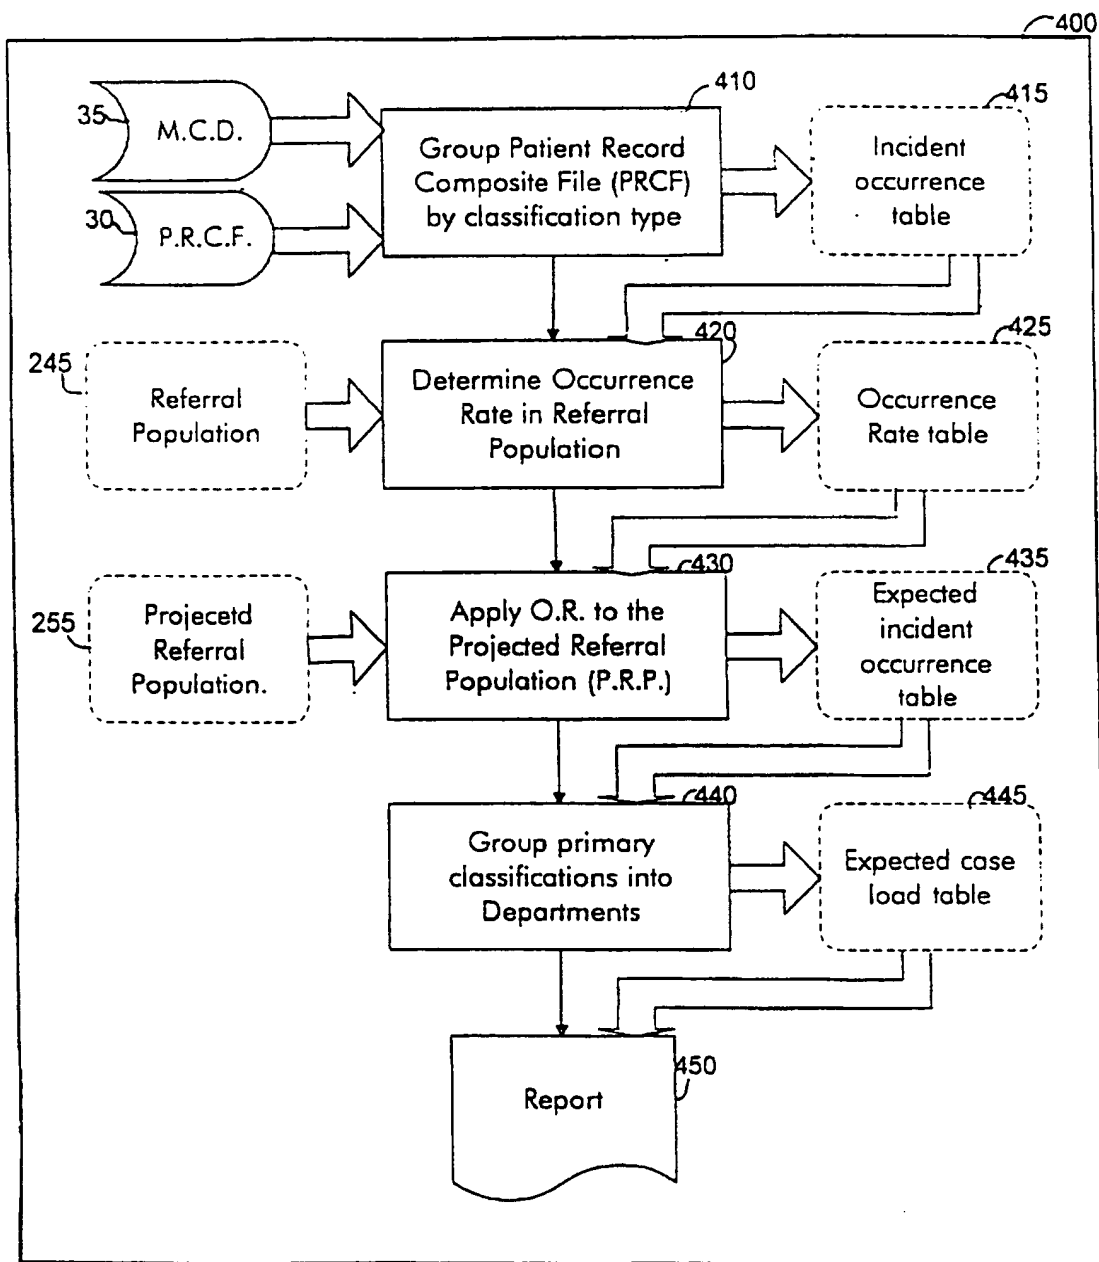 400
35
M.C.D.
30
P.R.C.F.
410
Group Patient Record
Composite File (PRCF)
by classification type
415
Incident
occurrence
table
245
Referral
Population
420
Determine Occurrence
Rate in Referral
Population
425
Occurrence
Rate table
255
Projecetd
Referral
Population.
430
Apply O.R. to the
Projected Referral
Population (P.R.P.)
435
Expected
incident
occurrence
table
440
Group primary
classifications into
Departments
445
Expected case
load table
450
Report